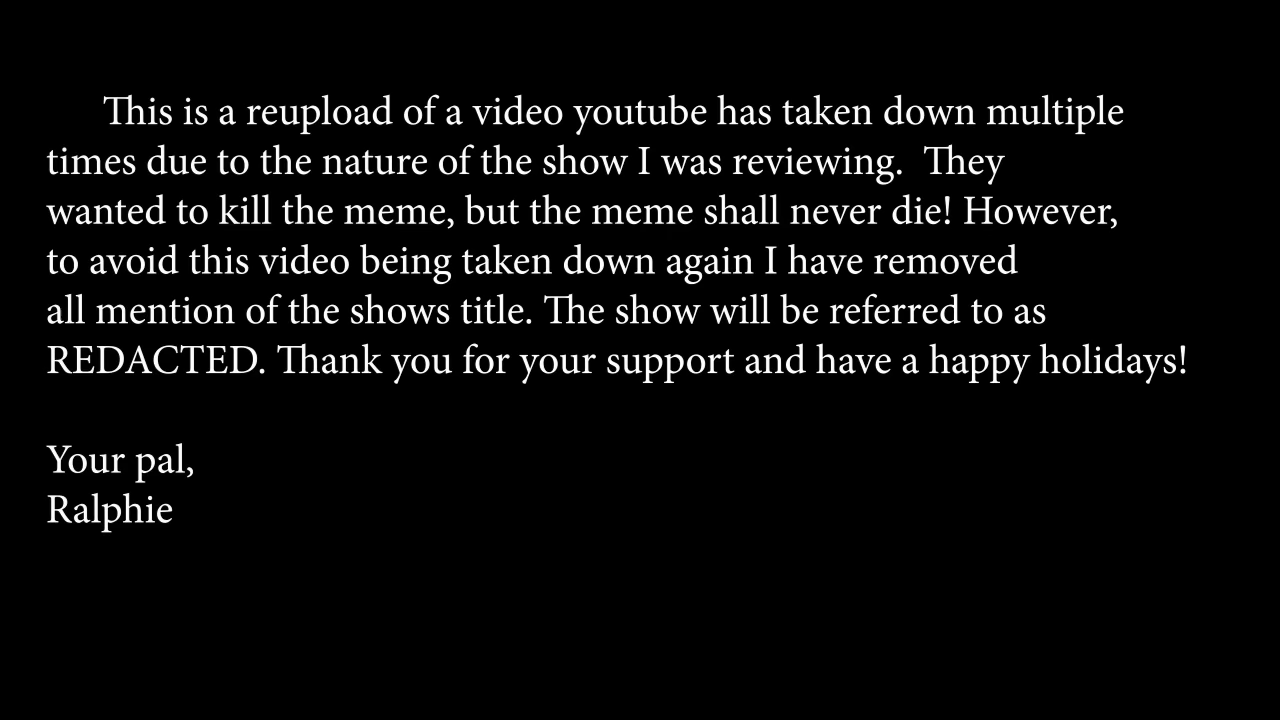 This is a reupload of a video youtube has taken down multiple
times due to the nature of the show I was reviewing.  They
wanted to kill the meme, but the meme shall never die! However,
to avoid this video being taken down again I have removed
all mention of the shows title. The show will be referred to as
REDACTED. Thank you for your support and have a happy holidays!
Your pal,
Ralphie